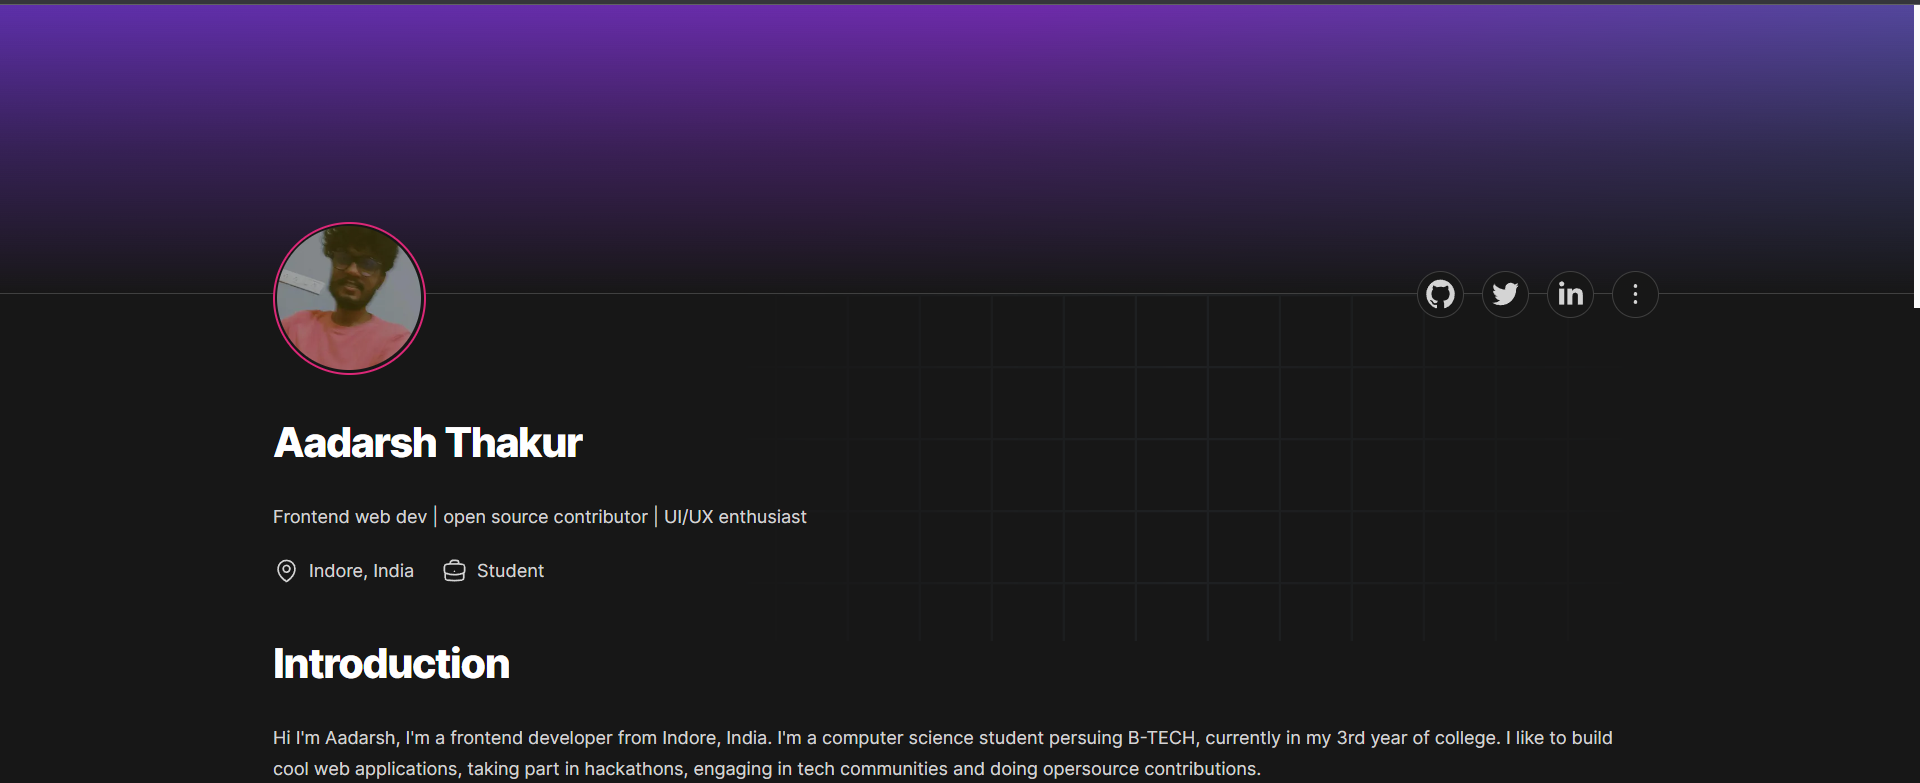 Aadarsh Thakur
Frontend web dev | open source contributor | UI/UX enthusiast
Indore, India Student
Introduction
Hi I'm Aadarsh, I'm a frontend developer from Indore, India. I'm a computer science student persuing B-TECH, currently in my 3rd year of college. I like to build
cool web applications, taking part in hackathons, engaging in tech communities and doing opersource contributions.